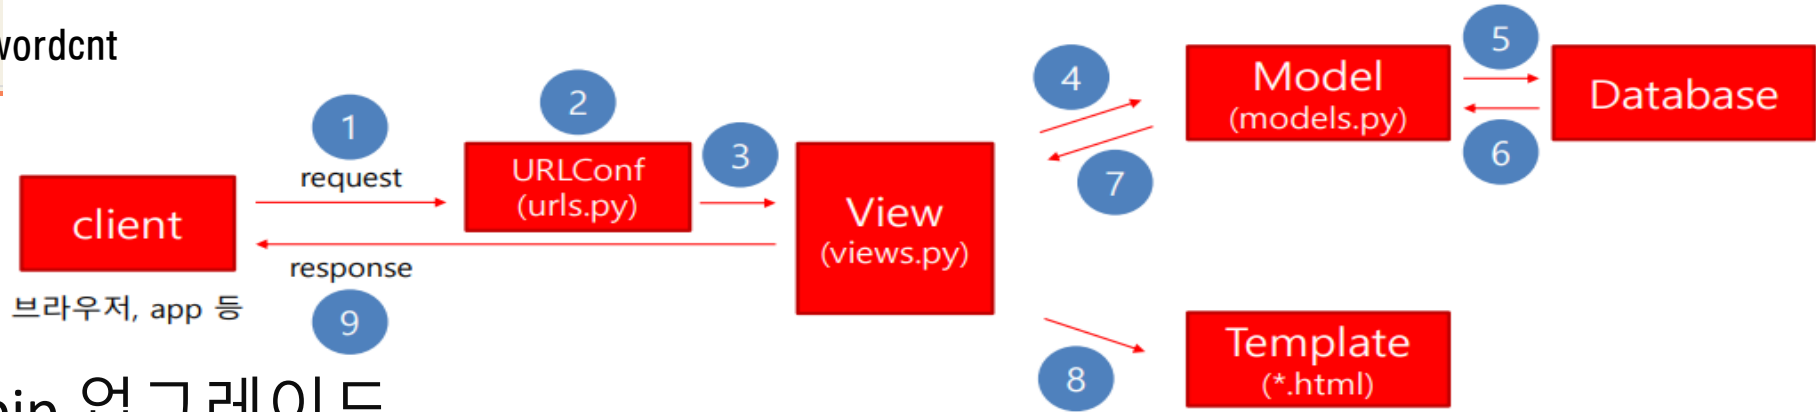 wordcnt
1
request
2
URLConf
(urls.py)
3
client
브라우저, app 등
response
9
View
(views.py)
4
7
Model
(models.py)
5
6
Database
8
Template
(*.html)
pip 업그레이드